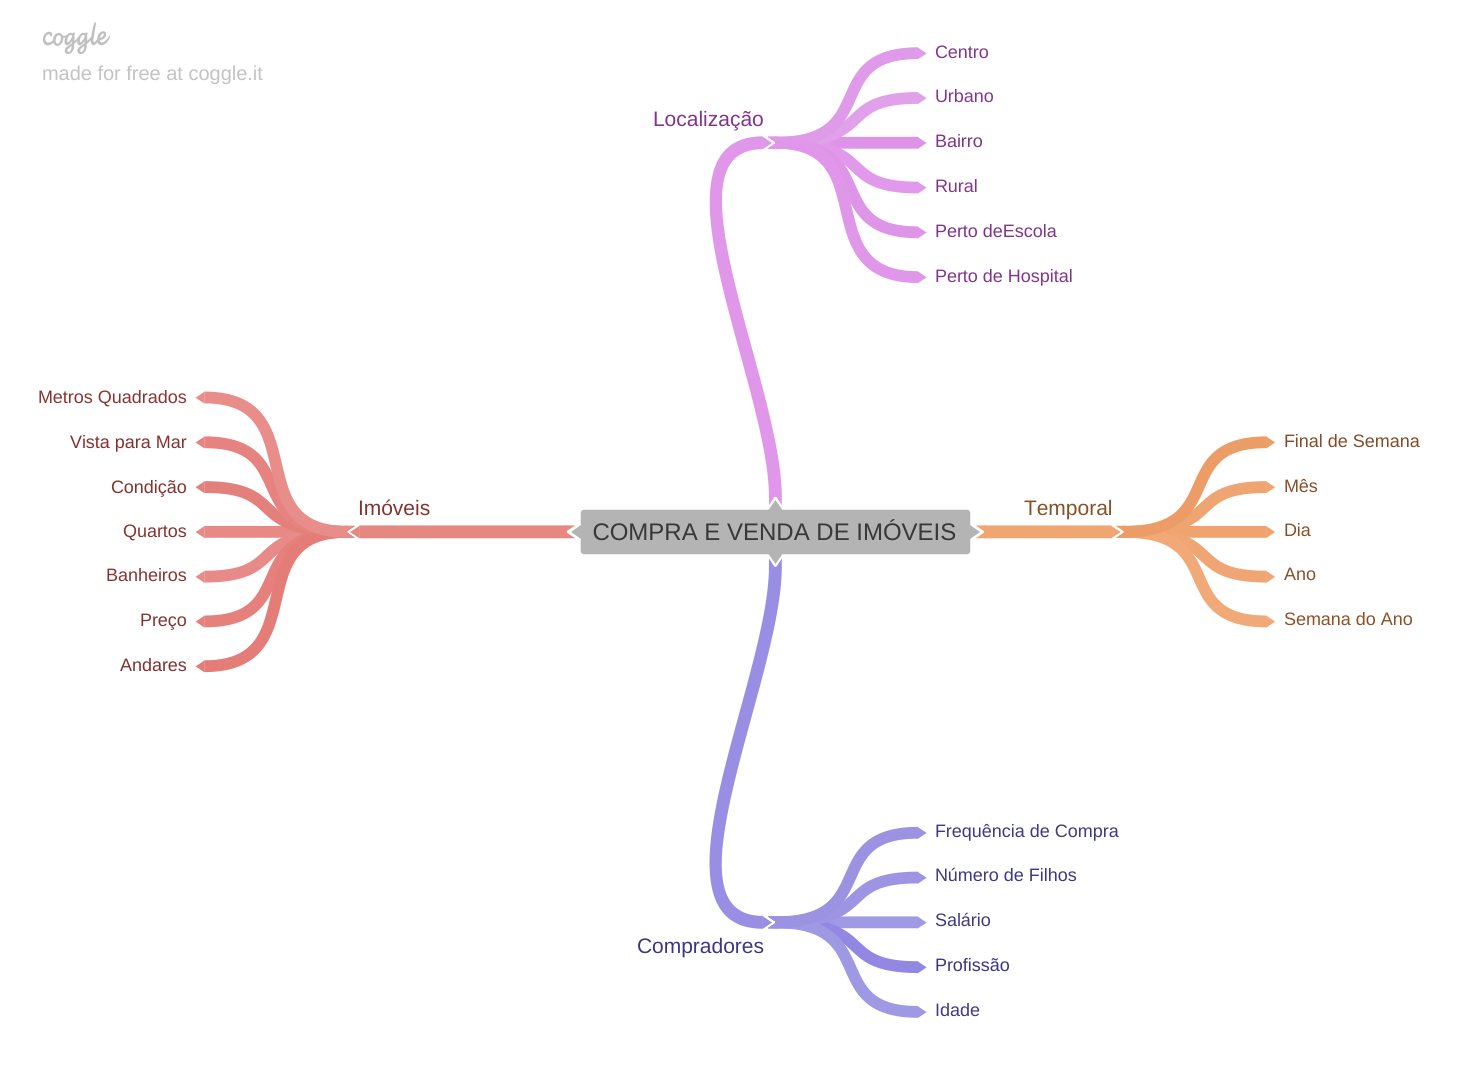 coggle
made for free at coggle.it
Localização
Centro
Urbano
Bairro
Rural
Perto deEscola
Perto de Hospital
Imóveis
Metros Quadrados
Vista para Mar
Condição
Quartos
Banheiros
Preço
Andares
COMPRA E VENDA DE IMÓVEIS
Temporal
Final de Semana
Mês
Dia
Ano
Semana do Ano
Compradores
Frequência de Compra
Número de Filhos
Salário
Profissão
Idade